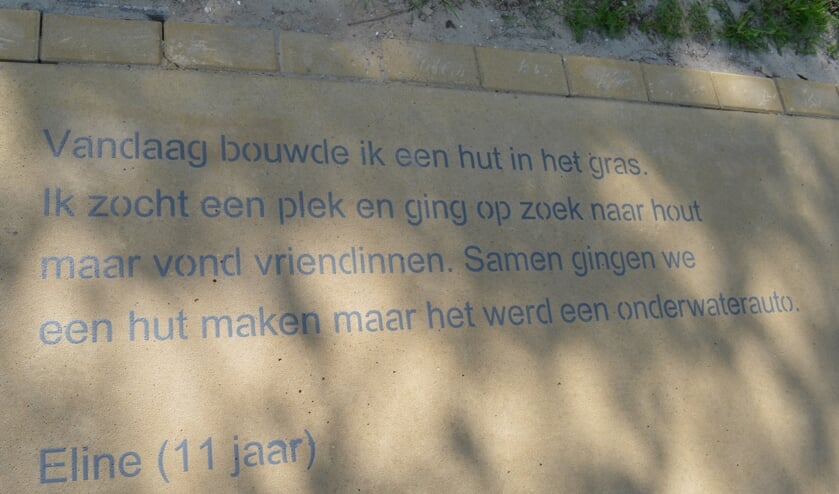 Vandaag bouwde ik een hut in het gras.
Ik zocht een plek en ging op zoek naar hout
maar vond vriendinnen. Samen gingen we
een hut maken maar het werd een onderwaterauto.
Eline (11 jaar)